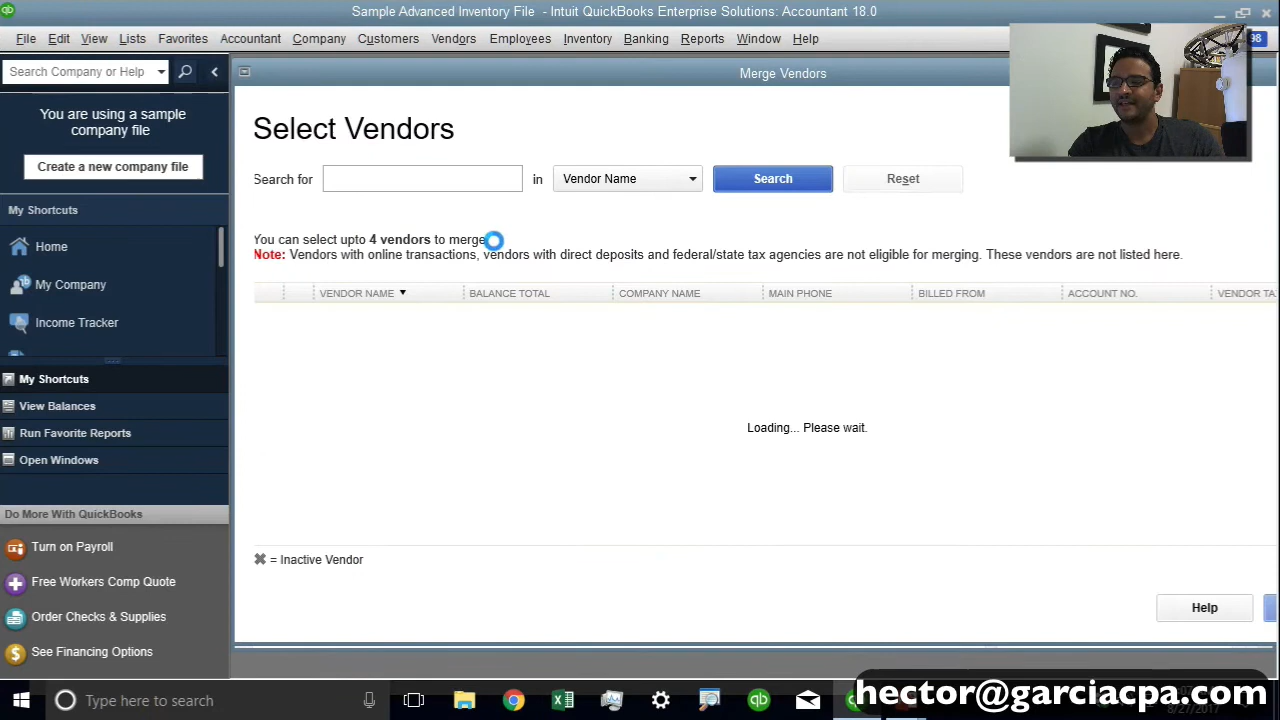 Sample Advanced Inventory File - Intuit QuickBooks Enterprise Solutions: Accountant 18.0
File Edit View Lists Favorites Accountant Company Customers Vendors Employees Inventory Banking Reports Window Help
98
Search Company or Help
Merge Vendors
You are using a sample
company file
Create a new company file
My Shortcuts
Home
My Company
Income Tracker
My Shortcuts
View Balances
Run Favorite Reports
Open Windows
Do More With QuickBooks
Turn on Payroll
Free Workers Comp Quote
Order Checks & Supplies
See Financing Options
Select Vendors
Search for in Vendor Name Search Reset
You can select upto 4 vendors to merge
Note: Vendors with online transactions, vendors with direct deposits and federal/state tax agencies are not eligible for merging. These vendors are not listed here.
VENDOR NAME BALANCE TOTAL COMPANY NAME MAIN PHONE BILLED FROM ACCOUNT NO. VENDOR TA
Loading... Please wait.
= Inactive Vendor
Help
Type here to search
hector@garciacpa.com
8/27/2017